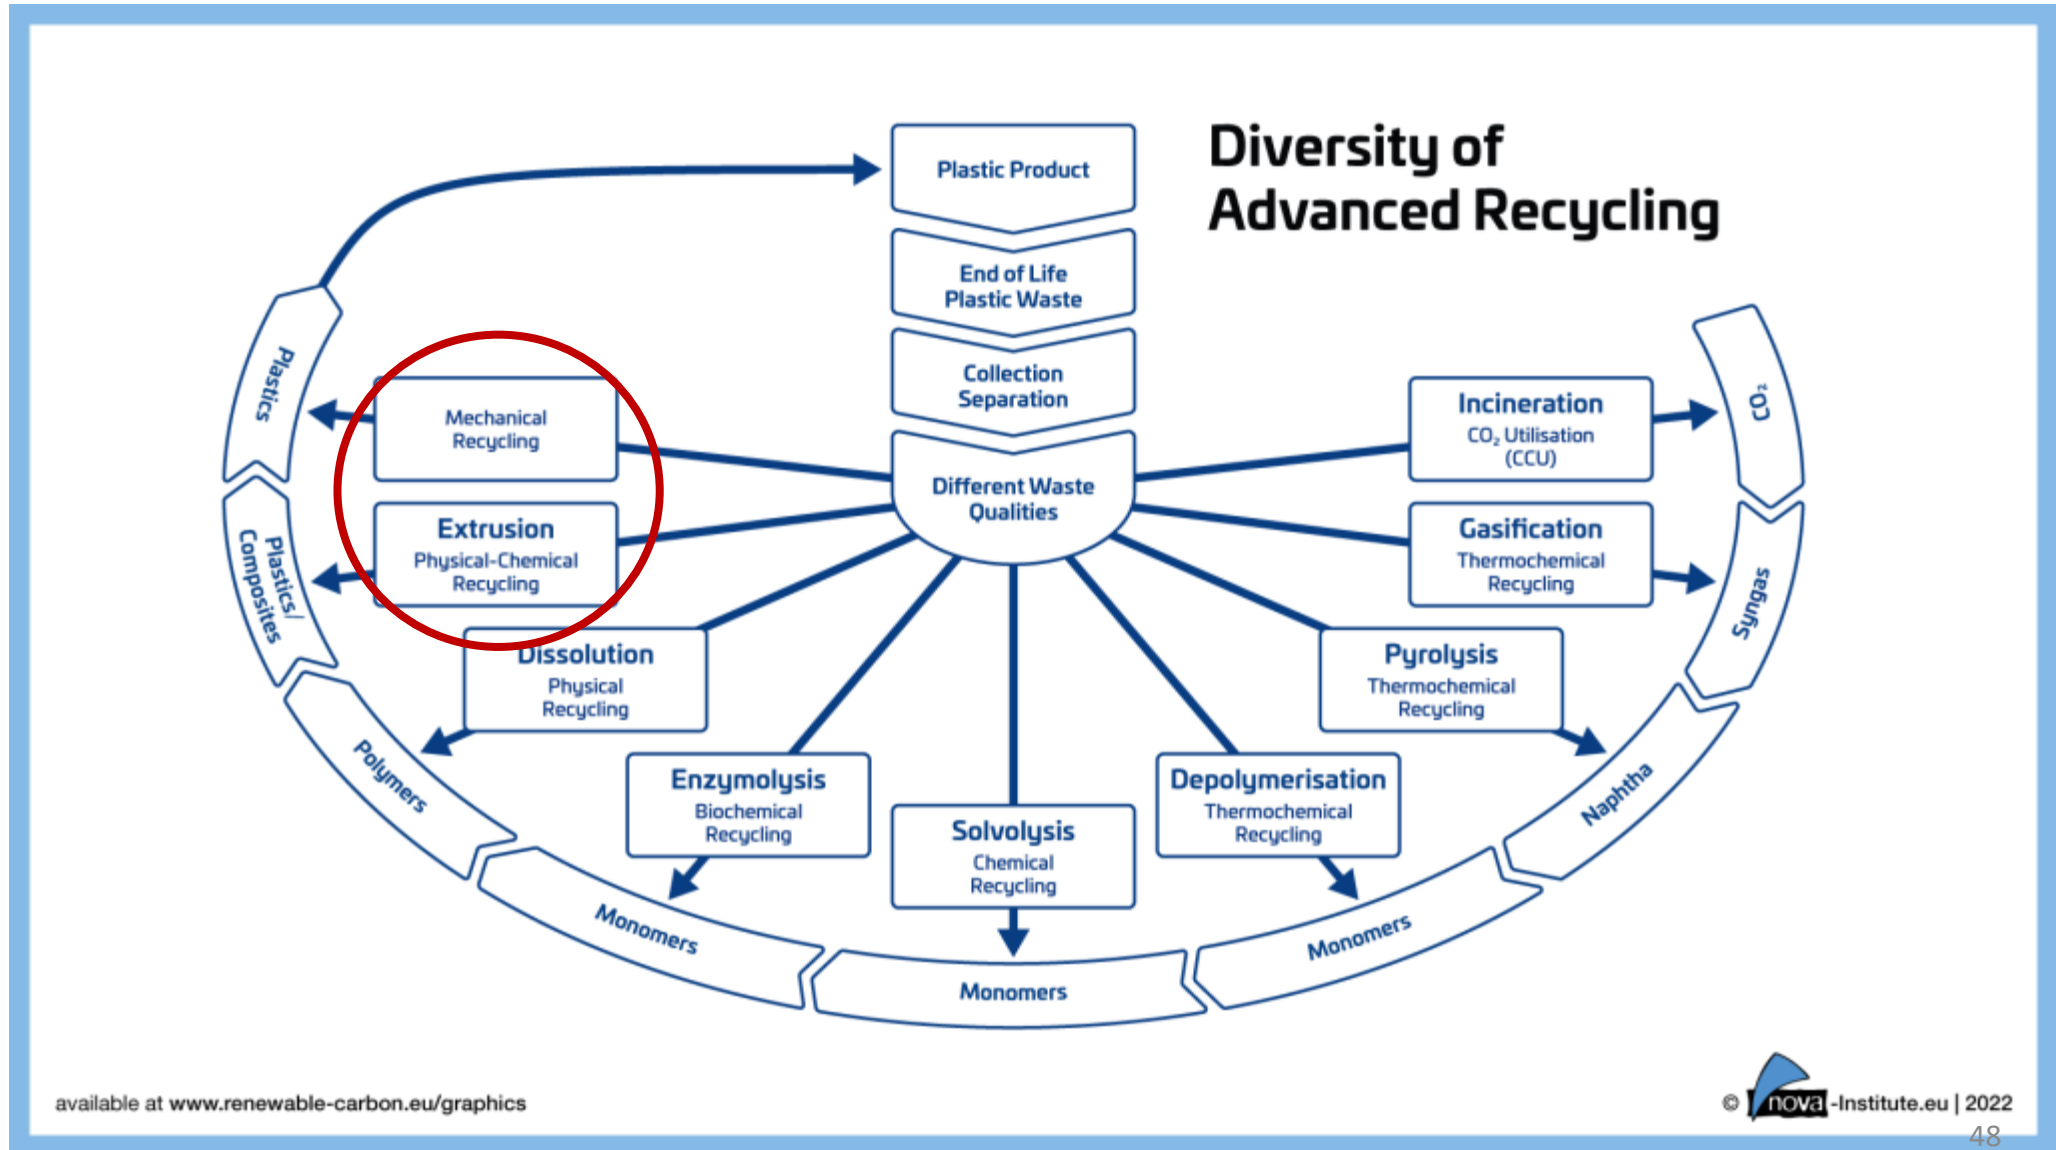 Diversity of
Advanced Recycling
Plastic Product
End of Life
Plastic Waste
Collection
Separation
Different Waste
Qualities
Mechanical
Recycling
Extrusion
Physical-Chemical
Recycling
Dissolution
Physical
Recycling
Enzymolysis
Biochemical
Recycling
Solvolysis
Chemical
Recycling
Depolymerisation
Thermochemical
Recycling
Pyrolysis
Thermochemical
Recycling
Gasification
Thermochemical
Recycling
Incineration
CO₂ Utilisation
(CCU)
Plastics
Plastics/
Composites
Polymers
Monomers
Monomers
Monomers
Naphtha
Syngas
CO₂
available at www.renewable-carbon.eu/graphics
© nova-Institute.eu | 2022
48